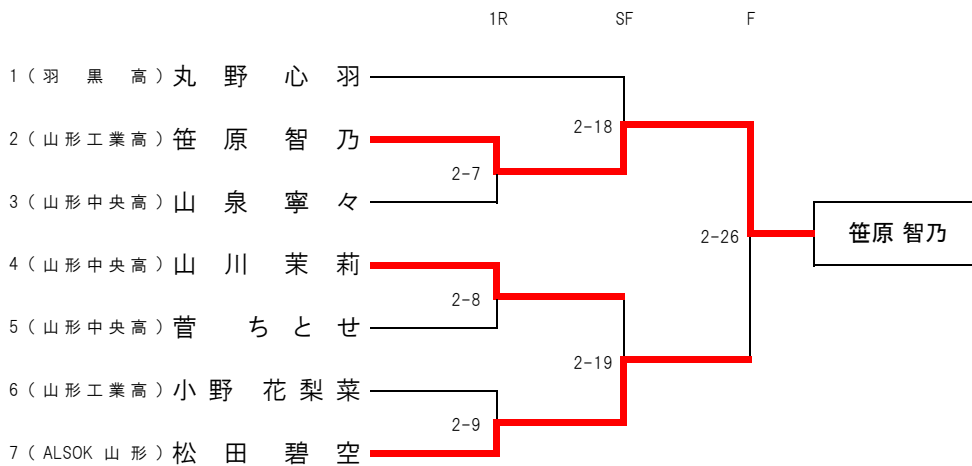 1R SF F
1 ( 羽 黒 高 ) 丸 野 心 羽
2-18
2 ( 山 形 工 業 高 ) 笹 原 智 乃
2-7
3 ( 山 形 中 央 高 ) 山 泉 寧 々
2-26 笹原 智乃
4 ( 山 形 中 央 高 ) 山 川 茉 莉
2-8
5 ( 山 形 中 央 高 ) 菅 ち と せ
2-19
6 ( 山 形 工 業 高 ) 小 野 花 梨 菜
2-9
7 ( ALSOK 山 形 ) 松 田 碧 空